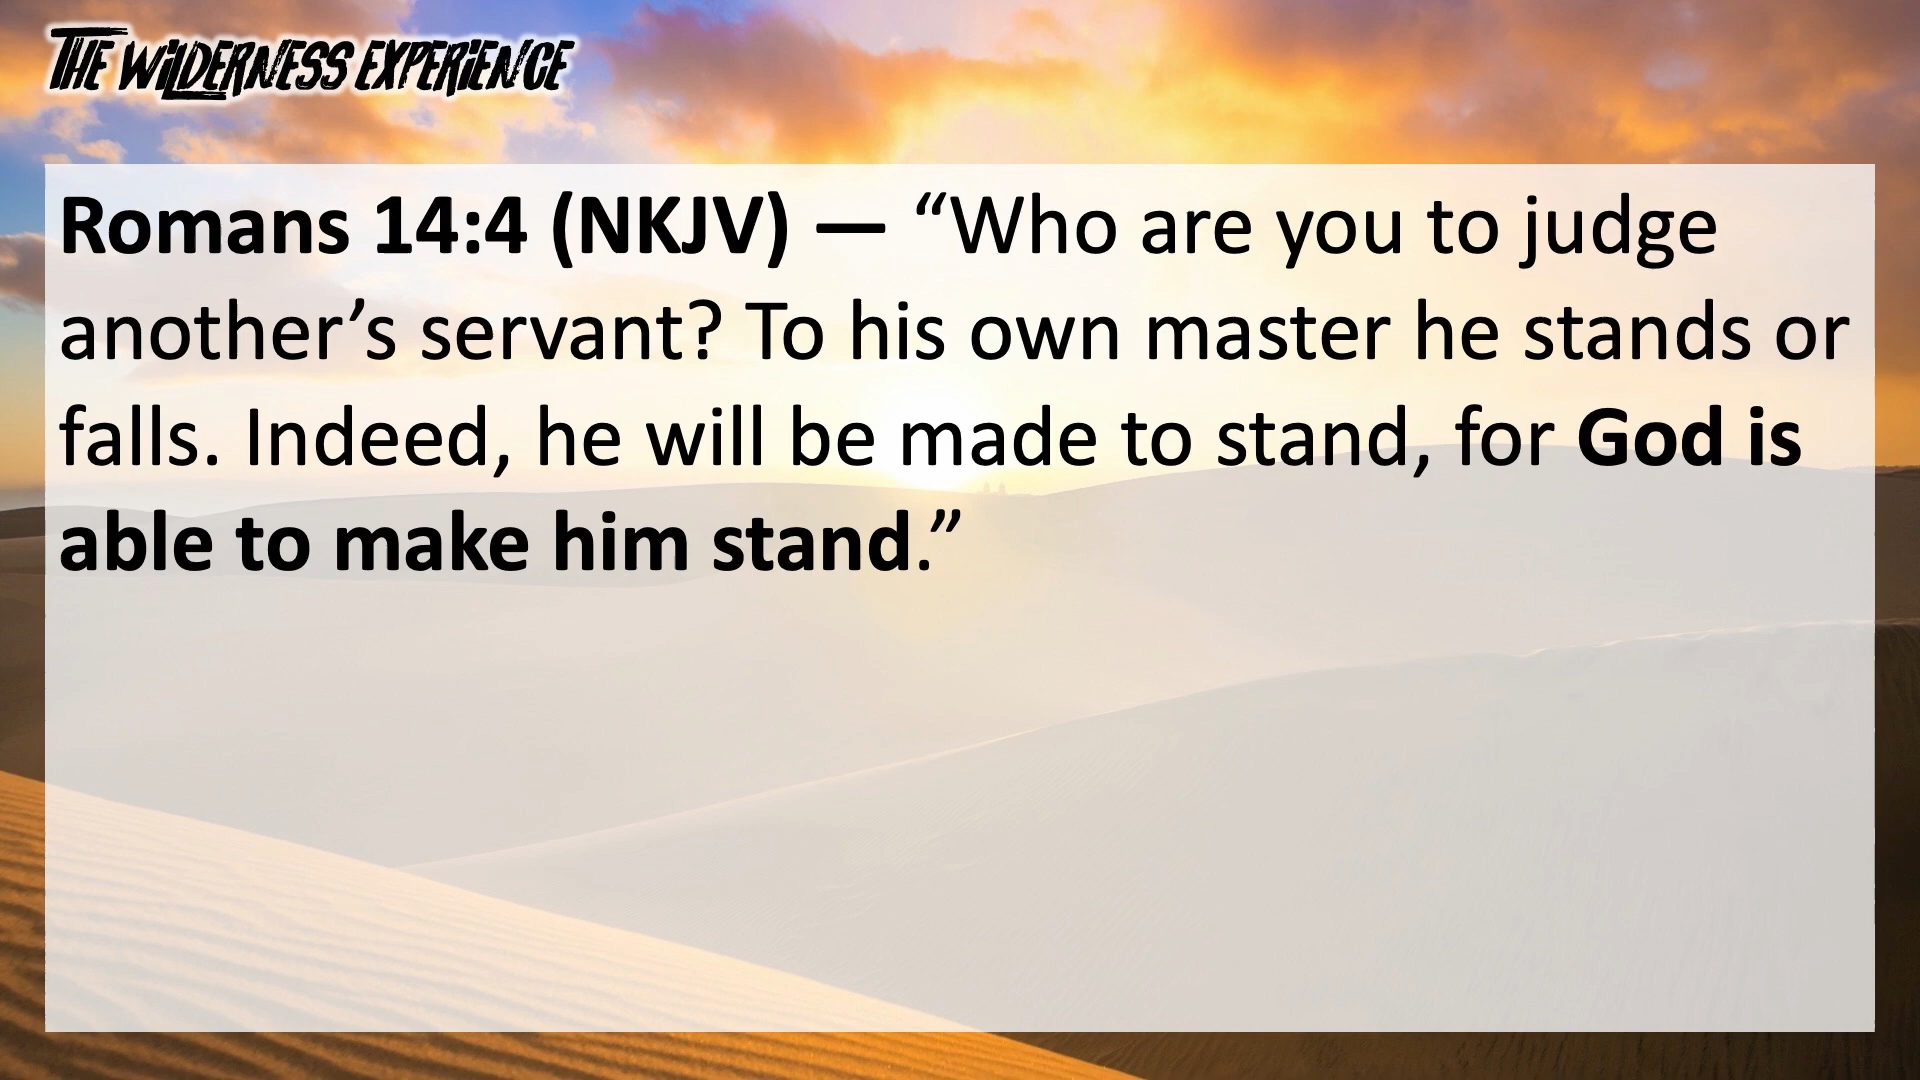 THE WILDERNESS EXPERIENCE
Romans 14:4 (NKJV) — “Who are you to judge
another’s servant? To his own master he stands or
falls. Indeed, he will be made to stand, for God is
able to make him stand.”